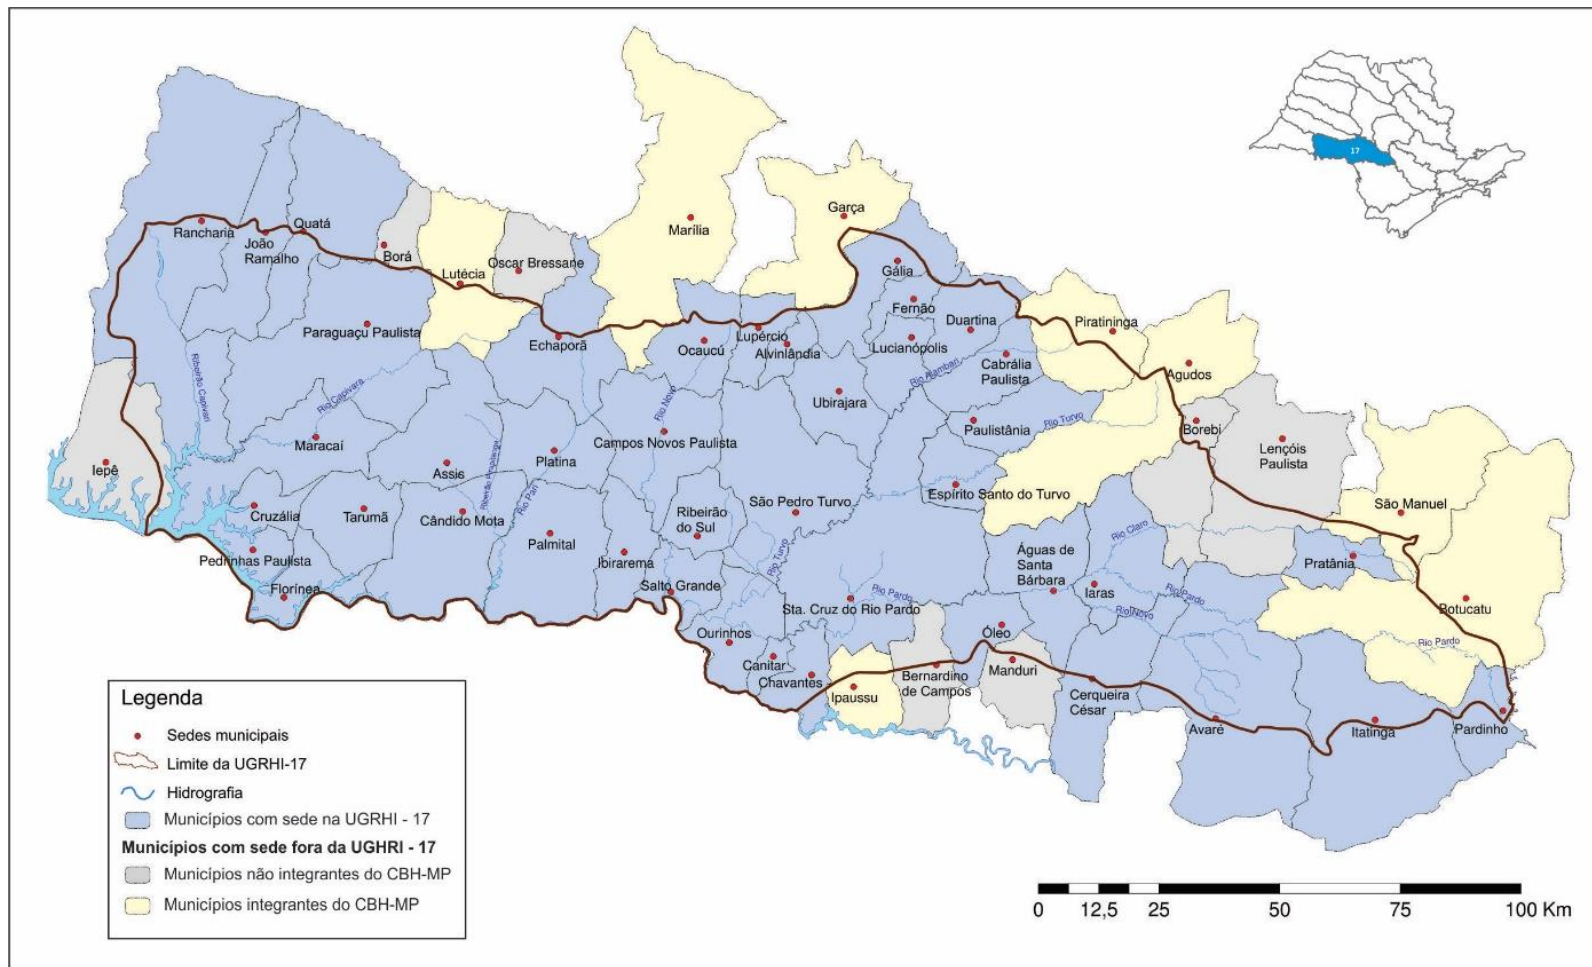 17
Garça
Marília
Rancharia
Quatá
João
Ramalho
Borá
Lutécia
Oscar Bressane
Gália
Fernão
Duartina
Piratininga
Paraguaçu Paulista
Echaporã
Ocauçú
Lupércio
Alvinlândia
Lucianópolis
Cabrália
Paulista
Agudos
Ribeirão Capivari
Rio Capivara
Rio Novo
Rio Alambari
Ubirajara
Rio Turvo
Paulistânia
Borebi
Lençóis
Paulista
Maracaí
Campos Novos Paulista
Iepê
Assis
Platina
Rio Pari
Espírito Santo do Turvo
São Manuel
Cruzália
Tarumã
Cândido Mota
Ribeirão
do Sul
São Pedro Turvo
Rio Claro
Palmital
Ibirarema
Rio Turvo
Pedrinhas Paulista
Águas de
Santa
Bárbara
Pratânia
Florínea
Salto Grande
Rio Pardo
Sta. Cruz do Rio Pardo
Iaras
Rio Novo
Rio Pardo
Botucatu
Ourinhos
Óleo
Rio Pardo
Canitar
Chavantes
Ipaussu
Bernardino
de Campos
Manduri
Cerqueira
César
Avaré
Itatinga
Pardinho
Legenda
Sedes municipais
Limite da UGRHI-17
Hidrografia
Municípios com sede na UGRHI - 17
Municípios com sede fora da UGHRI - 17
Municípios não integrantes do CBH-MP
Municípios integrantes do CBH-MP
0 12,5 25 50 75 100 Km